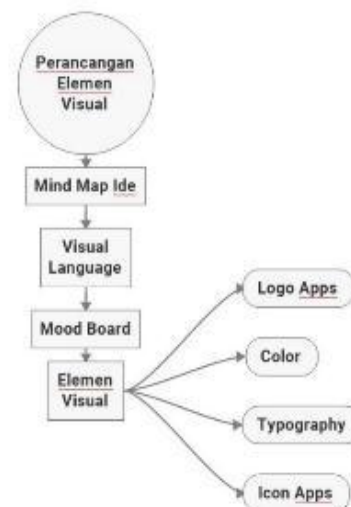 Perancangan
Elemen
Visual
Mind Map Ide
Visual
Language
Mood Board
Elemen
Visual
Logo Apps
Color
Typography
Icon Apps